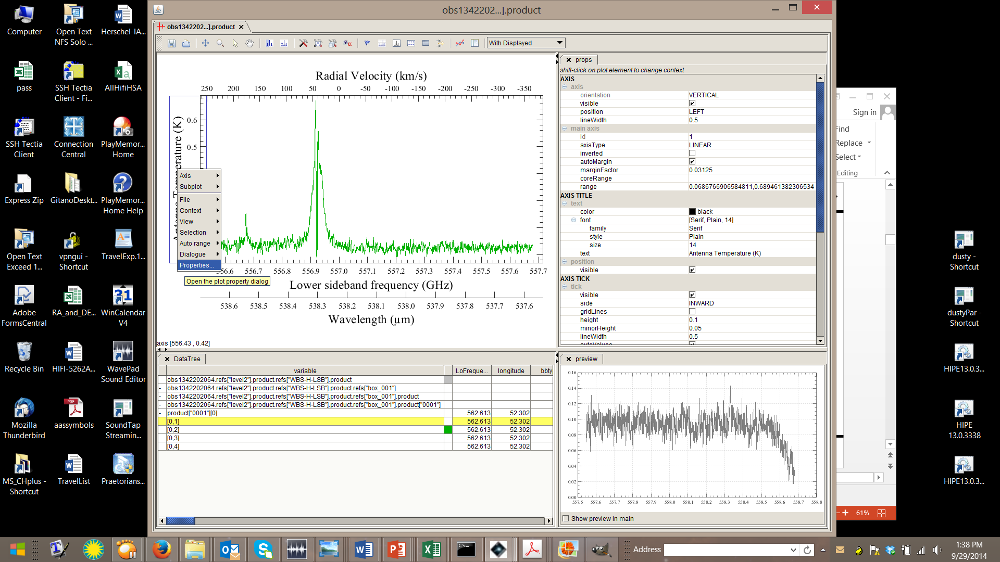 obs1342202...].product
obs1342202...].product
With Displayed
Radial Velocity (km/s)
250 200 150 100 50 0 -50 -100 -150 -200 -250 -300 -350
0.6
0.5
Axis
Subplot
File
Context
View
Selection
Auto range
Dialogue
Properties...
Open the plot property dialog
556.7 556.8 556.9 557.0 557.1 557.2 557.3 557.4 557.5 557.6 557.7
Lower sideband frequency (GHz)
538.6 538.5 538.4 538.3 538.2 538.1 538.0 537.9 537.8 537.7 537.6
Wavelength (µm)
axis [556.43 , 0.42]
props
shift-click on plot element to change context
AXIS
axis
orientation VERTICAL
visible
position LEFT
lineWidth 0.5
main axis
id 1
axisType LINEAR
inverted
autoMargin
marginFactor 0.03125
coreRange
range 0.0686766906584811,0.689461382306534
AXIS TITLE
text
color black
font [Serif, Plain, 14]
family Serif
style Plain
size 14
text Antenna Temperature (K)
position
visible
AXIS TICK
tick
visible
side INWARD
gridLines
height 0.1
minorHeight 0.05
lineWidth 0.5
DataTree
variable LoFreque... longitude bbty
obs1342202064.refs["level2"].product.refs["WBS-H-LSB"].product
obs1342202064.refs["level2"].product.refs["WBS-H-LSB"].product.refs["box_001"]
obs1342202064.refs["level2"].product.refs["WBS-H-LSB"].product.refs["box_001"].product
obs1342202064.refs["level2"].product.refs["WBS-H-LSB"].product.refs["box_001"].product["0001"]
product["0001"][0] 562.613 52.302
[0,1] 562.613 52.302
[0,2] 562.613 52.302
[0,3] 562.613 52.302
[0,4] 562.613 52.302
preview
0.16
0.14
0.12
0.10
0.08
0.06
0.04
0.02
0.00
557.5 557.6 557.7 557.8 557.9 558.0 558.1 558.2 558.3 558.4 558.5 558.6 558.7 558.8
Show preview in main
Computer
Open Text
NFS Solo ...
Herschel-IA...
pass
SSH Tectia
Client - Fi...
AllHifiHSA
SSH Tectia
Client
Connection
Central
PlayMemor...
Home
Express Zip
GitanoDeskt...
PlayMemor...
Home Help
Open Text
Exceed 1...
vpngui -
Shortcut
TravelExp.1...
Adobe
FormsCentral
RA_and_DE...
31
WinCalendar
V4
Recycle Bin
HIFI-5262A...
WavePad
Sound Editor
Mozilla
Thunderbird
PDF
aassymbols
SoundTap
Streamin...
MS_CHplus -
Shortcut
TravelList
Praetorians...
Sign in
Find
Replace
Select
Editing
61%
dusty -
Shortcut
dustyPar -
Shortcut
HIPE13.0.3...
HIPE
13.0.3338
HIPE13.0.3...
Address
1:38 PM
9/29/2014